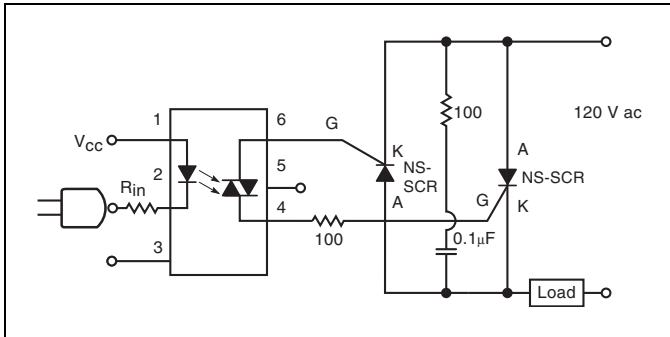 1
V_CC
2
R_in
3
6
5
4
G
100
K
NS-
SCR
A
100
0.1μF
120 V ac
A
NS-SCR
G
K
Load